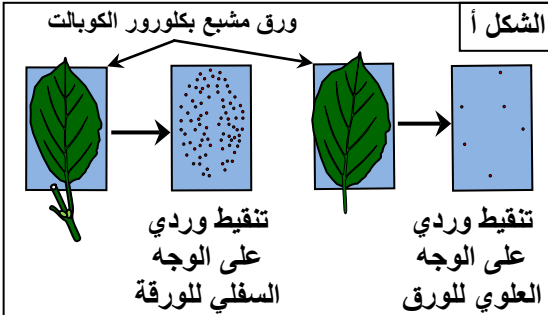 الشكل أ
ورق مشبع بكلورور الكوبالت
تنقيط وردي
على الوجه
العلوي للورق
تنقيط وردي
على الوجه
السفلي للورقة